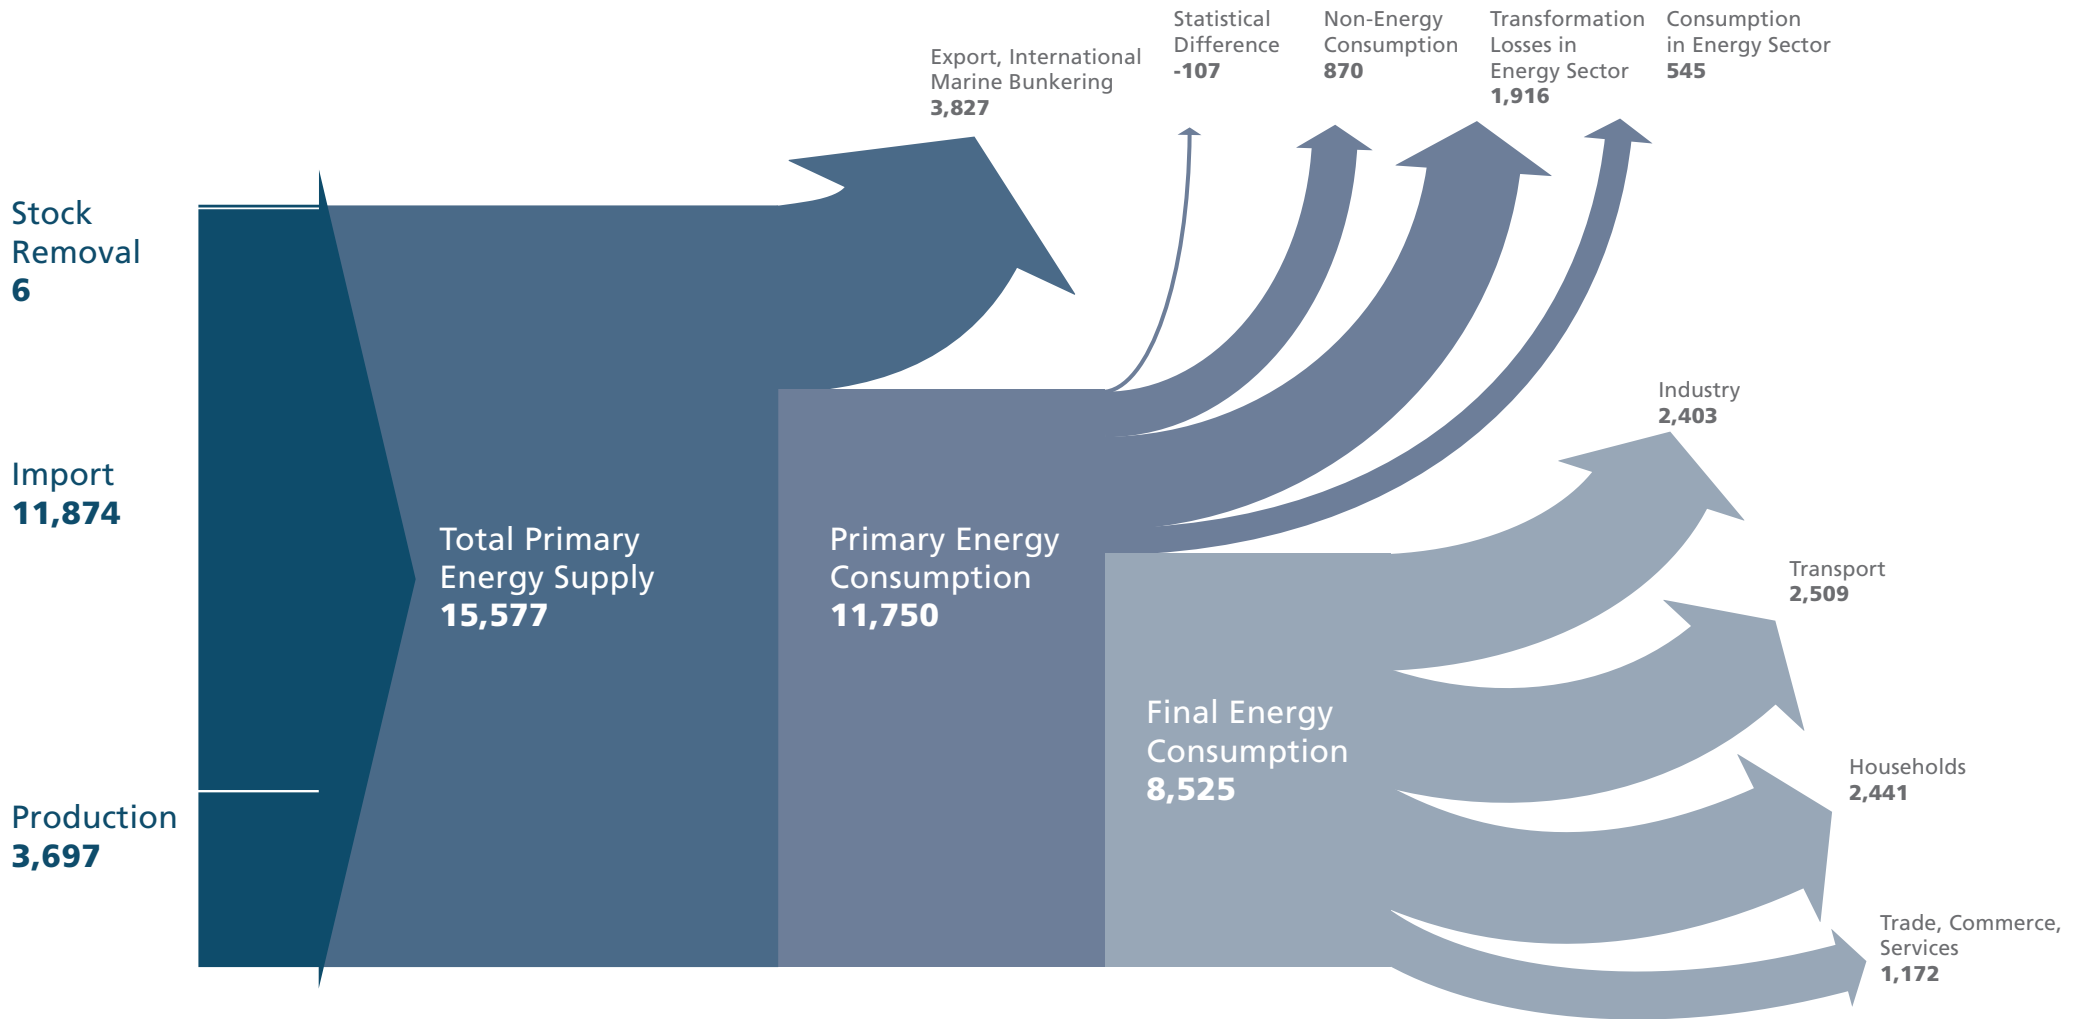 Stock
Removal
6
Import
11,874
Production
3,697
Total Primary
Energy Supply
15,577
Export, International
Marine Bunkering
3,827
Primary Energy
Consumption
11,750
Statistical
Difference
-107
Non-Energy
Consumption
870
Transformation
Losses in
Energy Sector
1,916
Consumption
in Energy Sector
545
Final Energy
Consumption
8,525
Industry
2,403
Transport
2,509
Households
2,441
Trade, Commerce,
Services
1,172